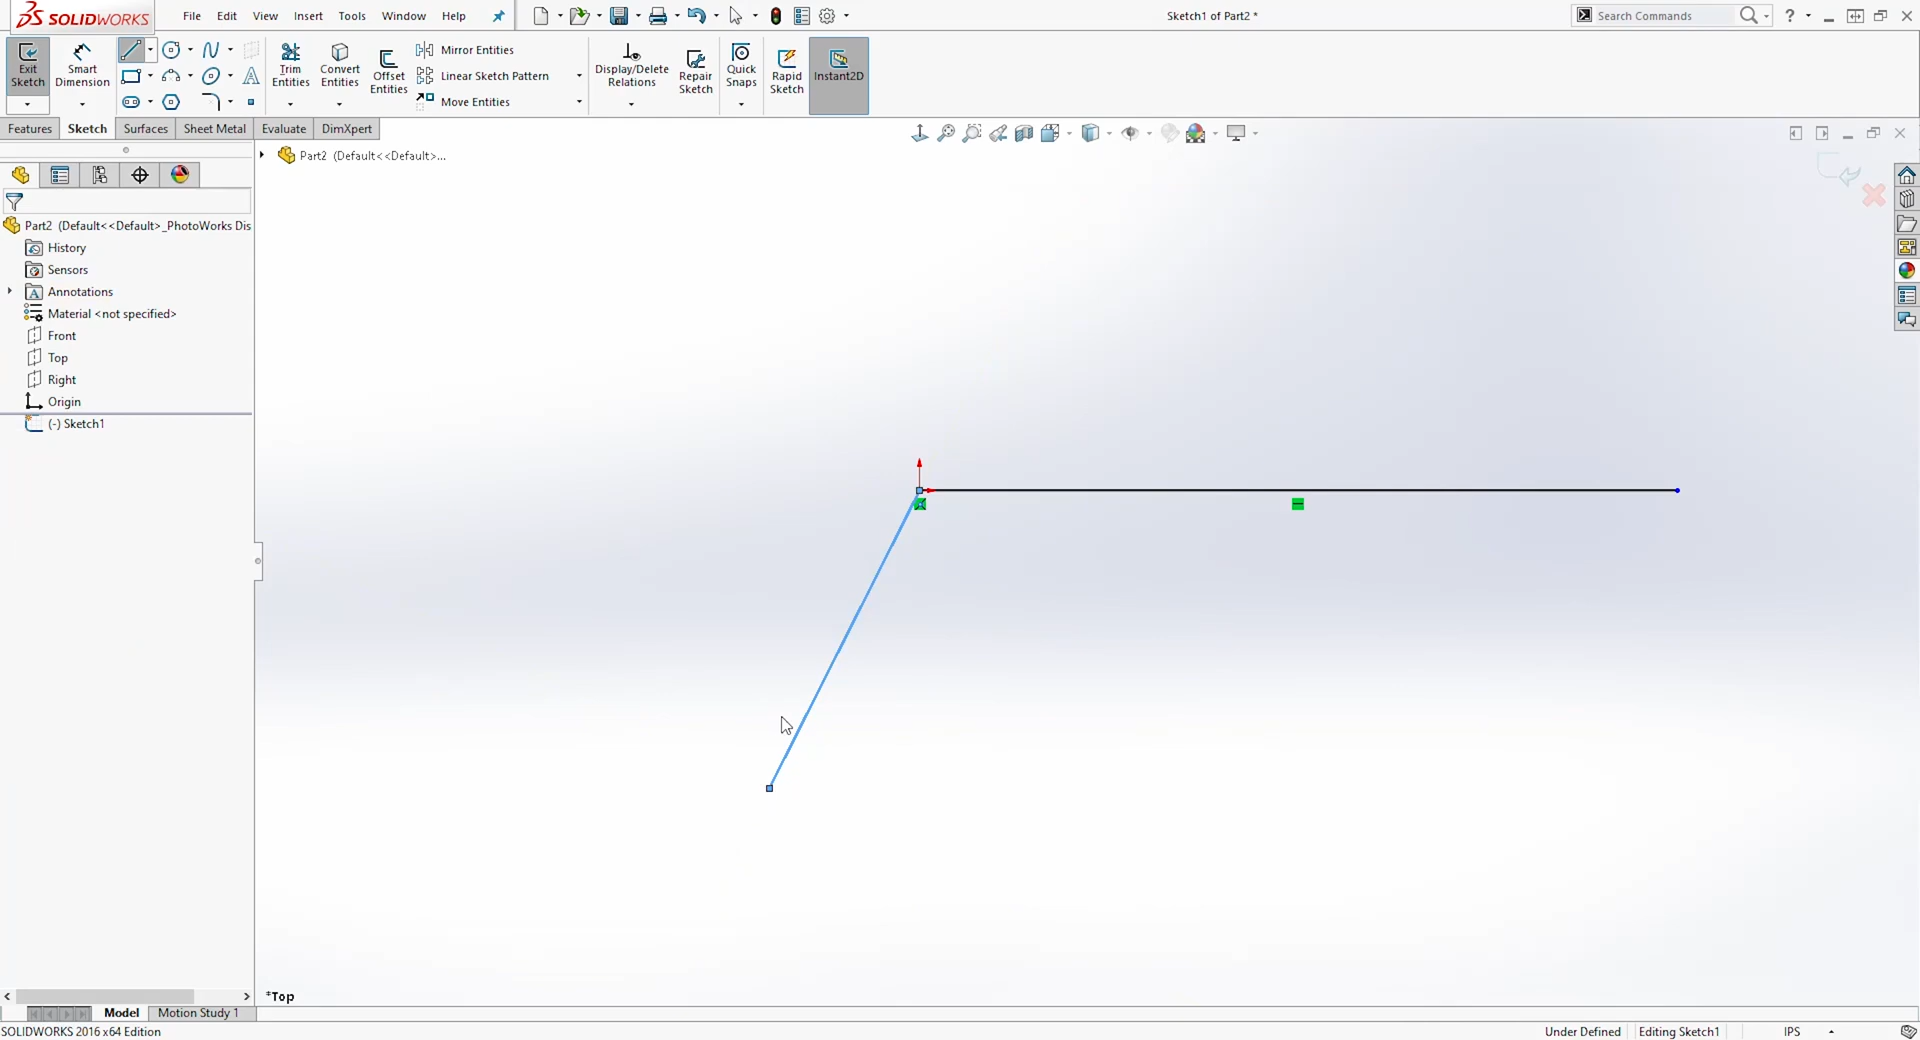 SOLIDWORKS File Edit View Insert Tools Window Help Sketch1 of Part2 * Search Commands ?
Exit Sketch
Smart Dimension
Trim Entities
Convert Entities
Offset Entities
Mirror Entities
Linear Sketch Pattern
Move Entities
Display/Delete Relations
Repair Sketch
Quick Snaps
Rapid Sketch
Instant2D
Features Sketch Surfaces Sheet Metal Evaluate DimXpert
Part2 (Default<<Default>...
Part2 (Default<<Default>_PhotoWorks Dis
History
Sensors
Annotations
Material <not specified>
Front
Top
Right
Origin
(-) Sketch1
*Top
Model Motion Study 1
SOLIDWORKS 2016 x64 Edition Under Defined Editing Sketch1 IPS